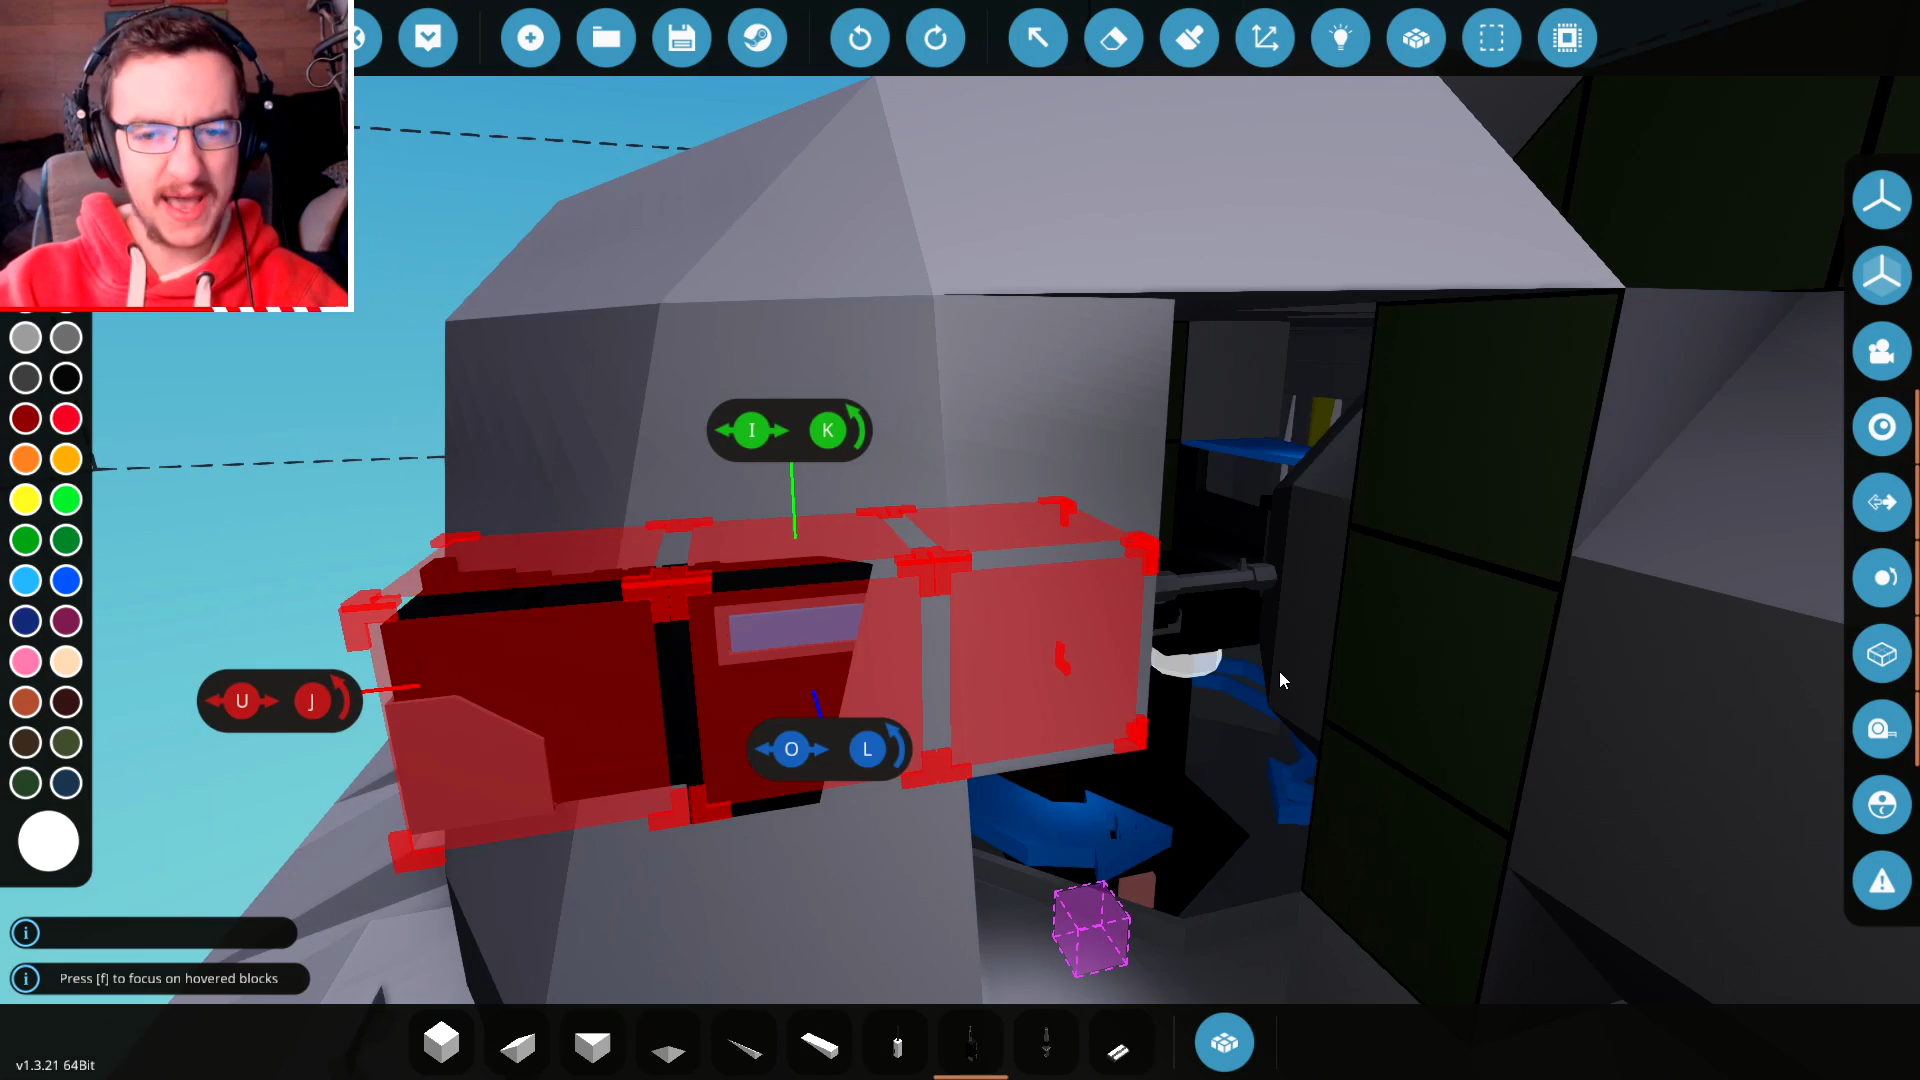 I K
U J
O L
Press [f] to focus on hovered blocks
v1.3.21 64Bit